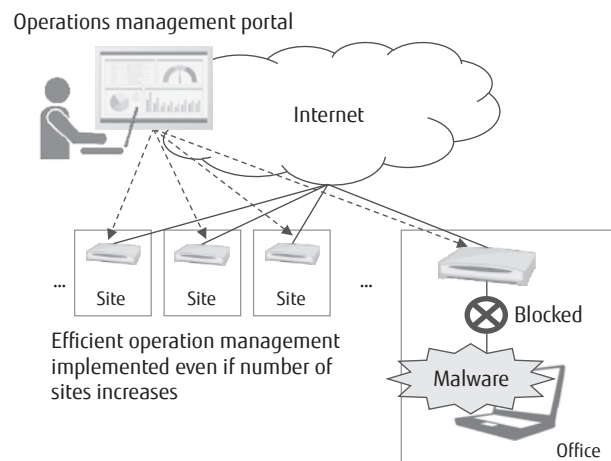 Operations management portal
Internet
...
Site
Site
Site
...
Blocked
Efficient operation management
implemented even if number of
sites increases
Malware
Office